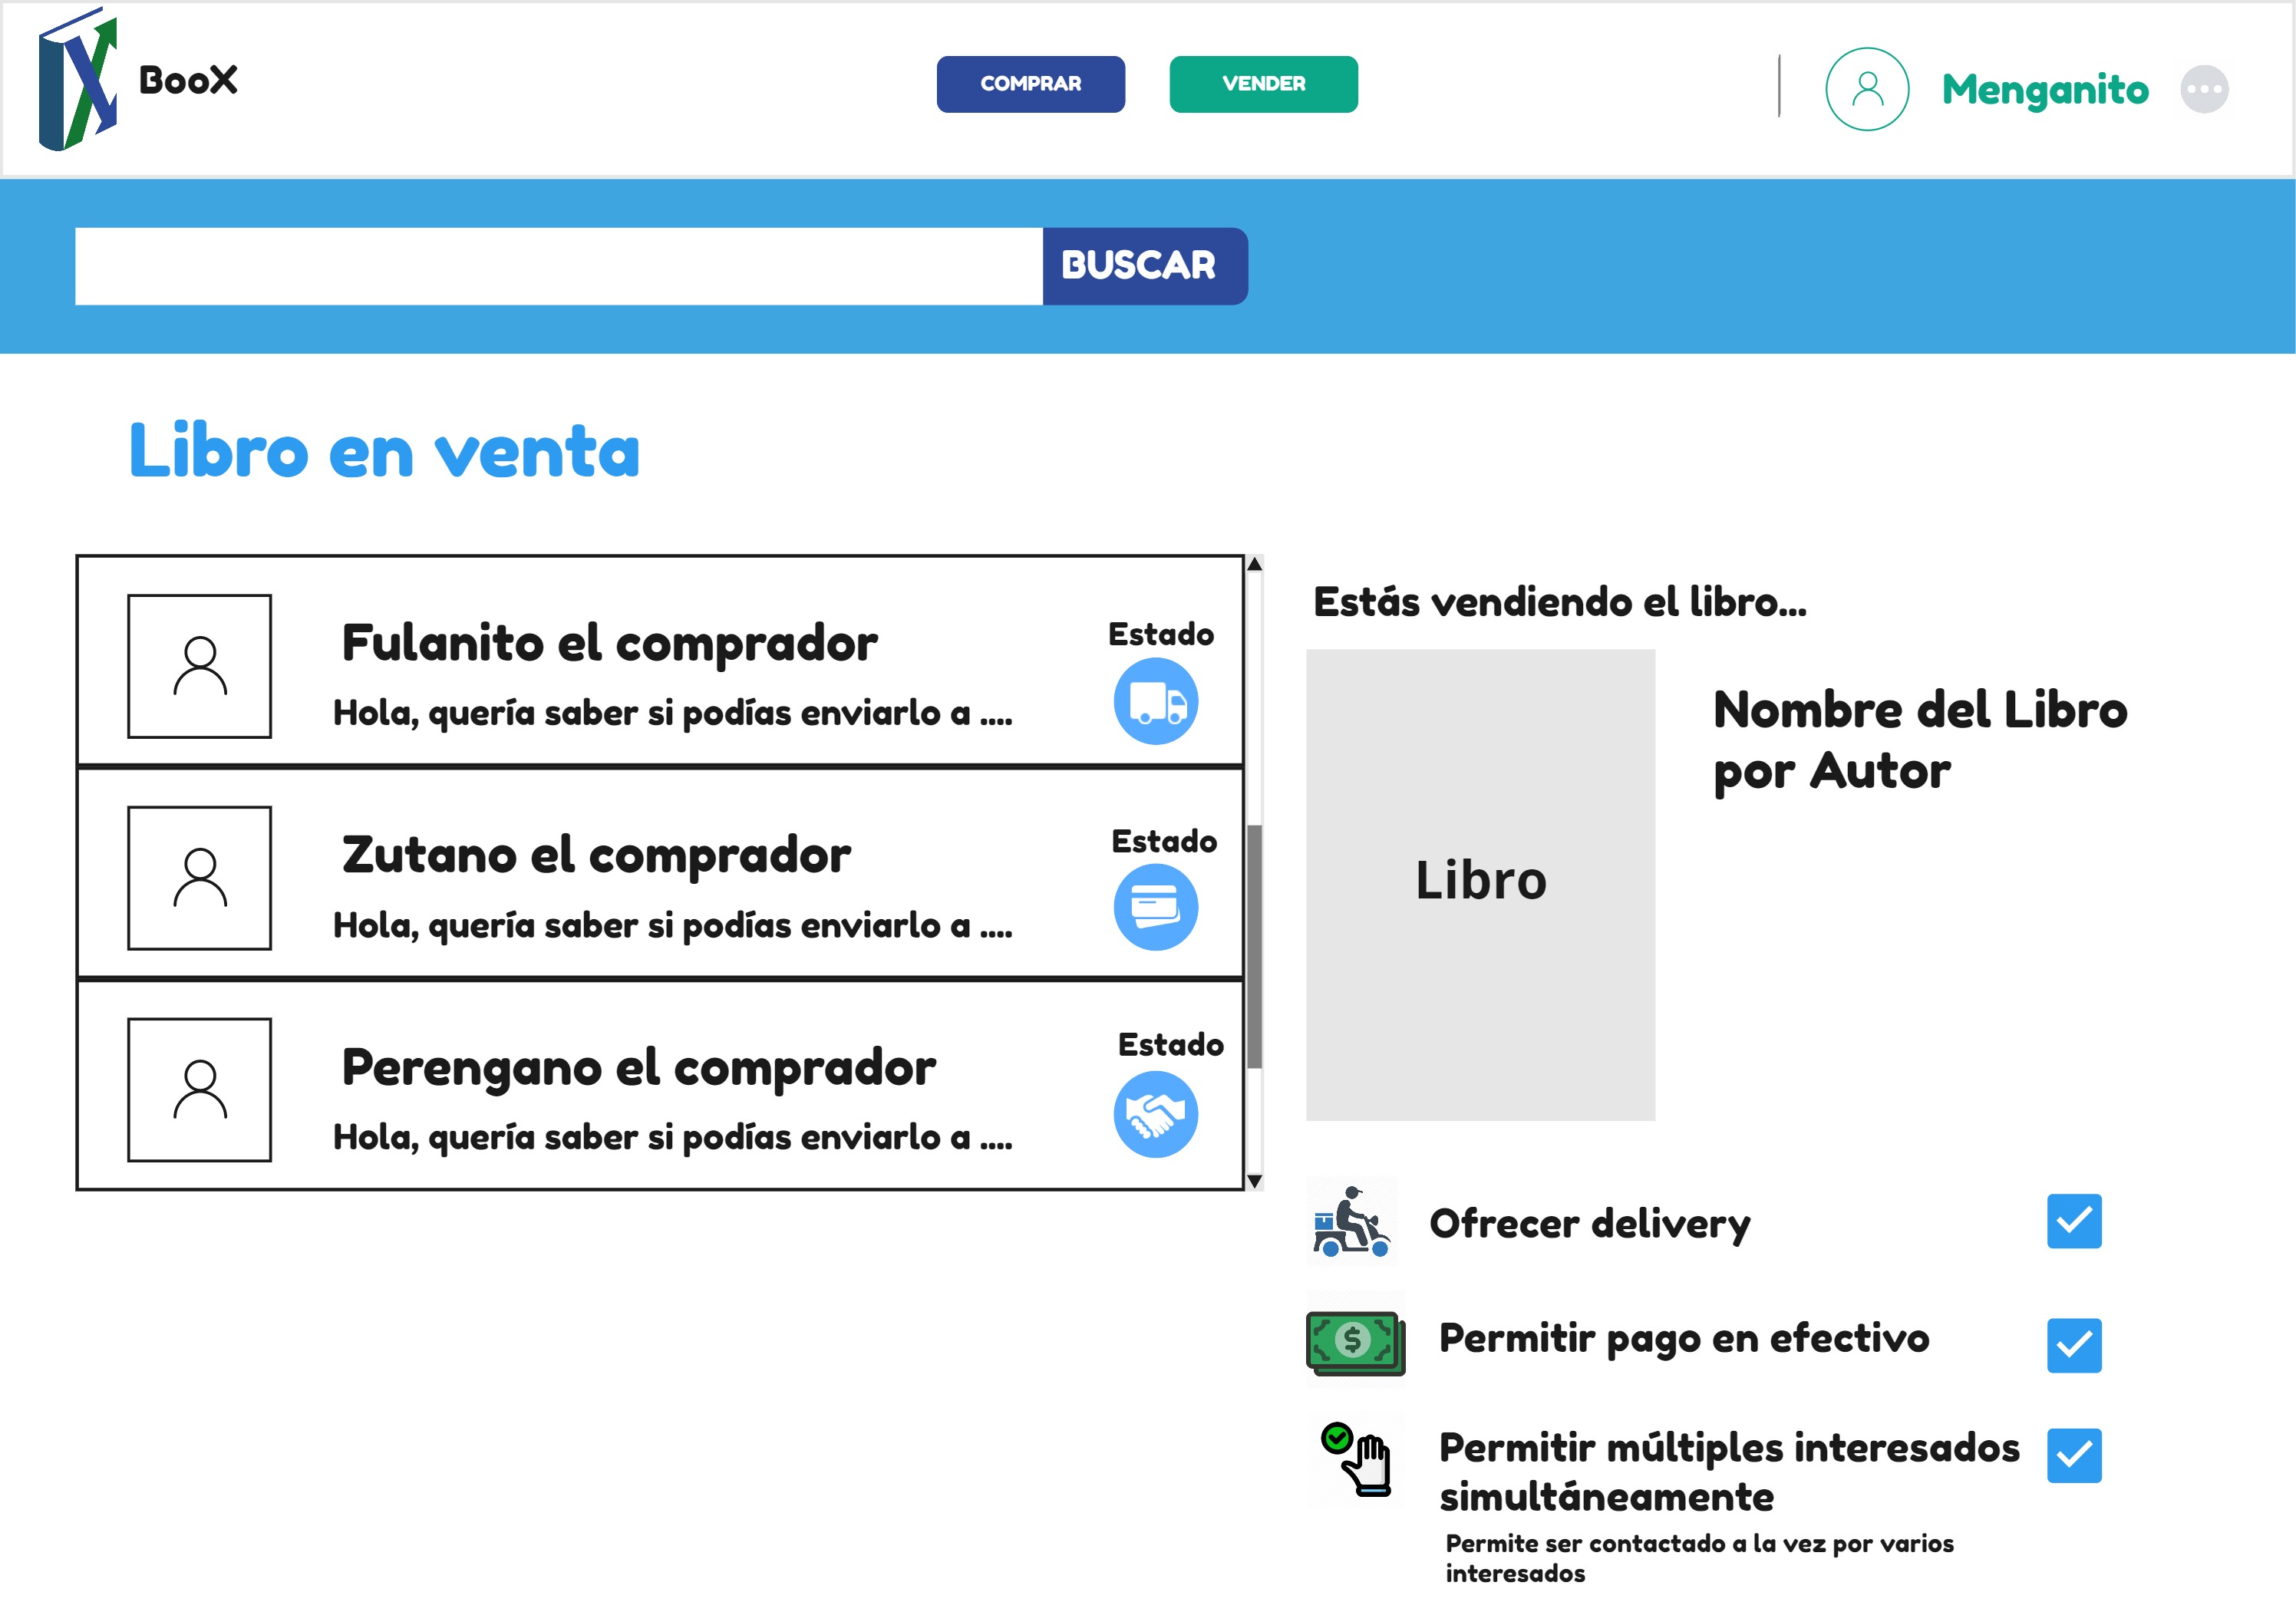 BooX
COMPRAR
VENDER
Menganito
BUSCAR
Libro en venta
Fulanito el comprador
Hola, quería saber si podías enviarlo a ....
Estado
Zutano el comprador
Hola, quería saber si podías enviarlo a ....
Estado
Perengano el comprador
Hola, quería saber si podías enviarlo a ....
Estado
Estás vendiendo el libro...
Libro
Nombre del Libro
por Autor
Ofrecer delivery
Permitir pago en efectivo
Permitir múltiples interesados
simultáneamente
Permite ser contactado a la vez por varios
interesados